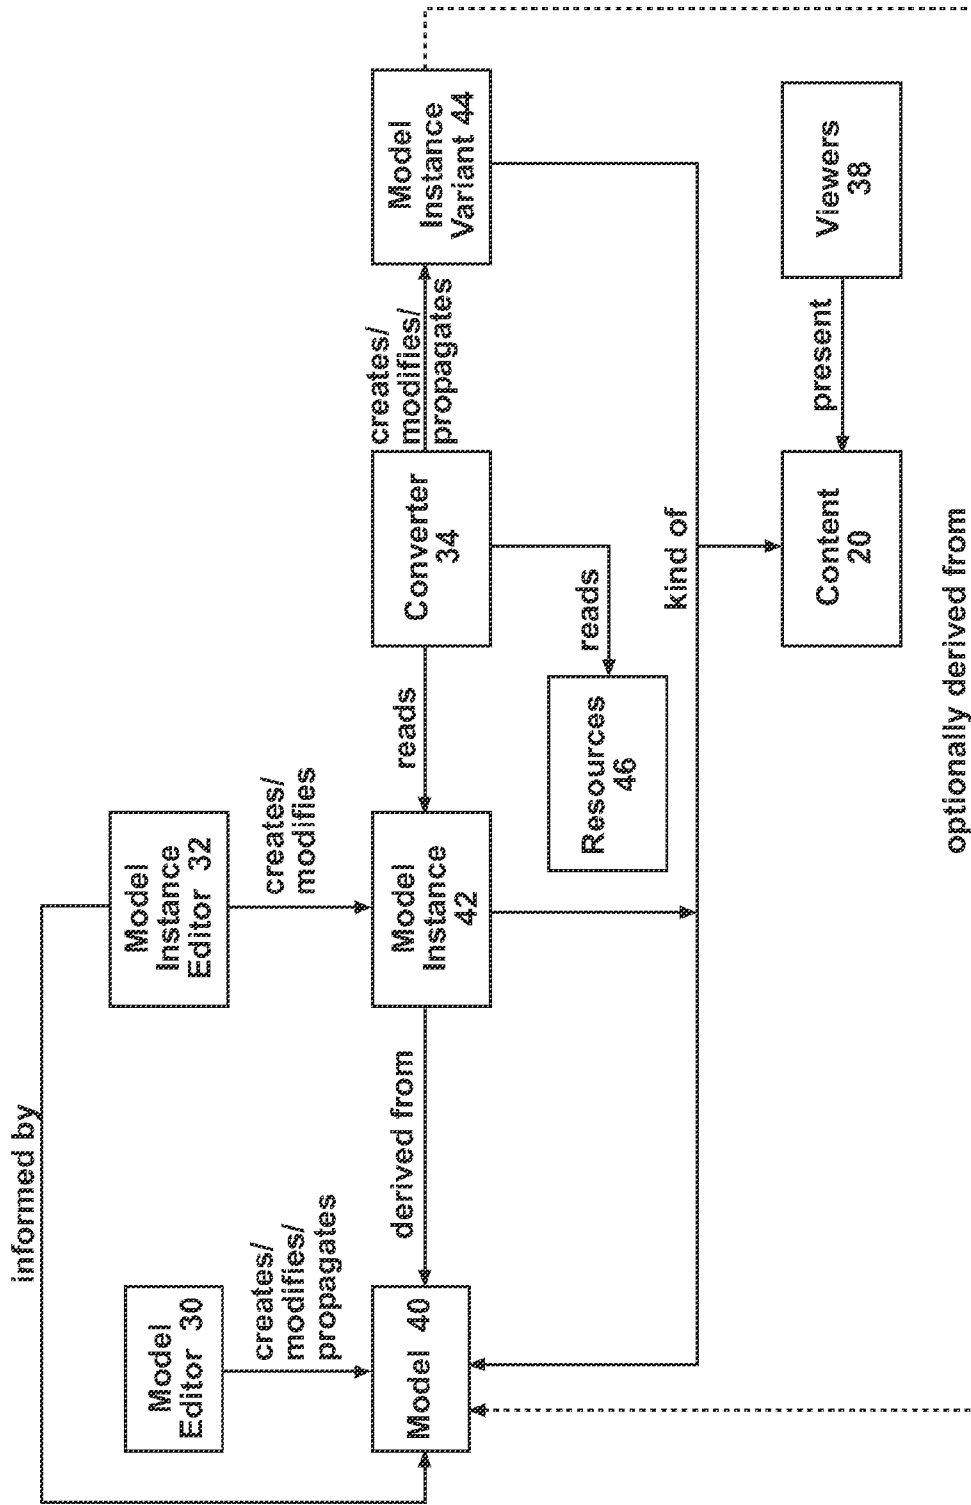 informed by
Model
Editor 30
creates/
modifies/
propagates
Model 40
Model
Instance
Editor 32
creates/
modifies
derived from
Model
Instance
42
reads
Converter
34
creates/
modifies/
propagates
Model
Instance
Variant 44
Resources
46
reads
kind of
Content
20
present
Viewers
38
optionally derived from